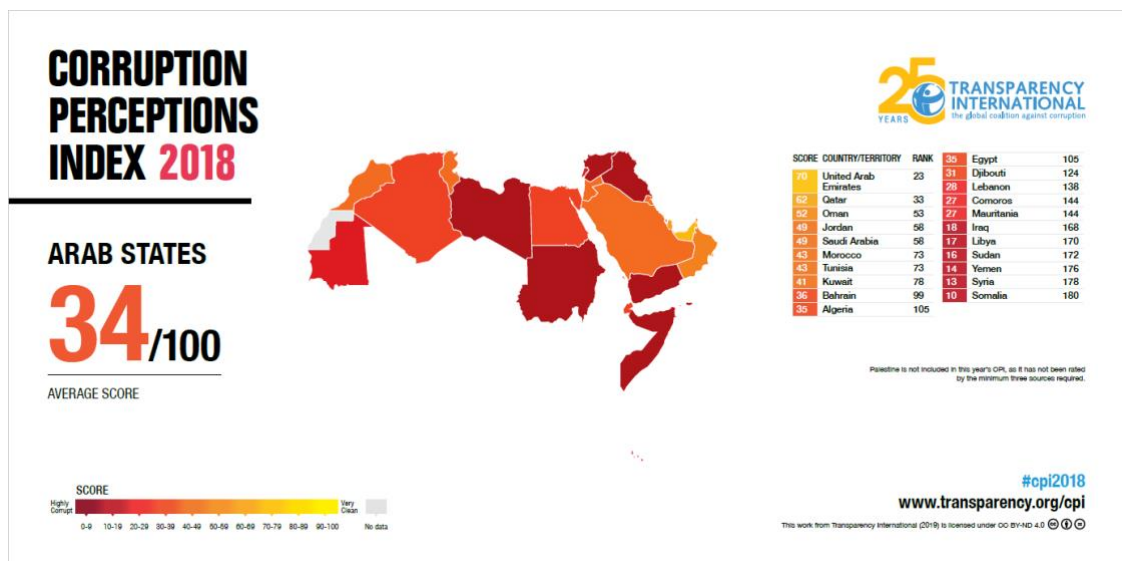 CORRUPTION
PERCEPTIONS
INDEX 2018
ARAB STATES
34/100
AVERAGE SCORE
25
YEARS
TRANSPARENCY
INTERNATIONAL
the global coalition against corruption
SCORE COUNTRY/TERRITORY RANK
70 United Arab Emirates 23
62 Qatar 33
52 Oman 53
49 Jordan 58
49 Saudi Arabia 58
43 Morocco 73
43 Tunisia 73
41 Kuwait 78
36 Bahrain 99
35 Algeria 105
35 Egypt 105
31 Djibouti 124
28 Lebanon 138
27 Comoros 144
27 Mauritania 144
18 Iraq 168
17 Libya 170
16 Sudan 172
14 Yemen 176
13 Syria 178
10 Somalia 180
Palestine is not included in this year's CPI, as it has not been rated
by the minimum three sources required.
SCORE
Highly Corrupt
Very Clean
0-9 10-19 20-29 30-39 40-49 50-59 60-69 70-79 80-89 90-100 No data
#cpi2018
www.transparency.org/cpi
This work from Transparency International (2019) is licensed under CC BY-ND 4.0